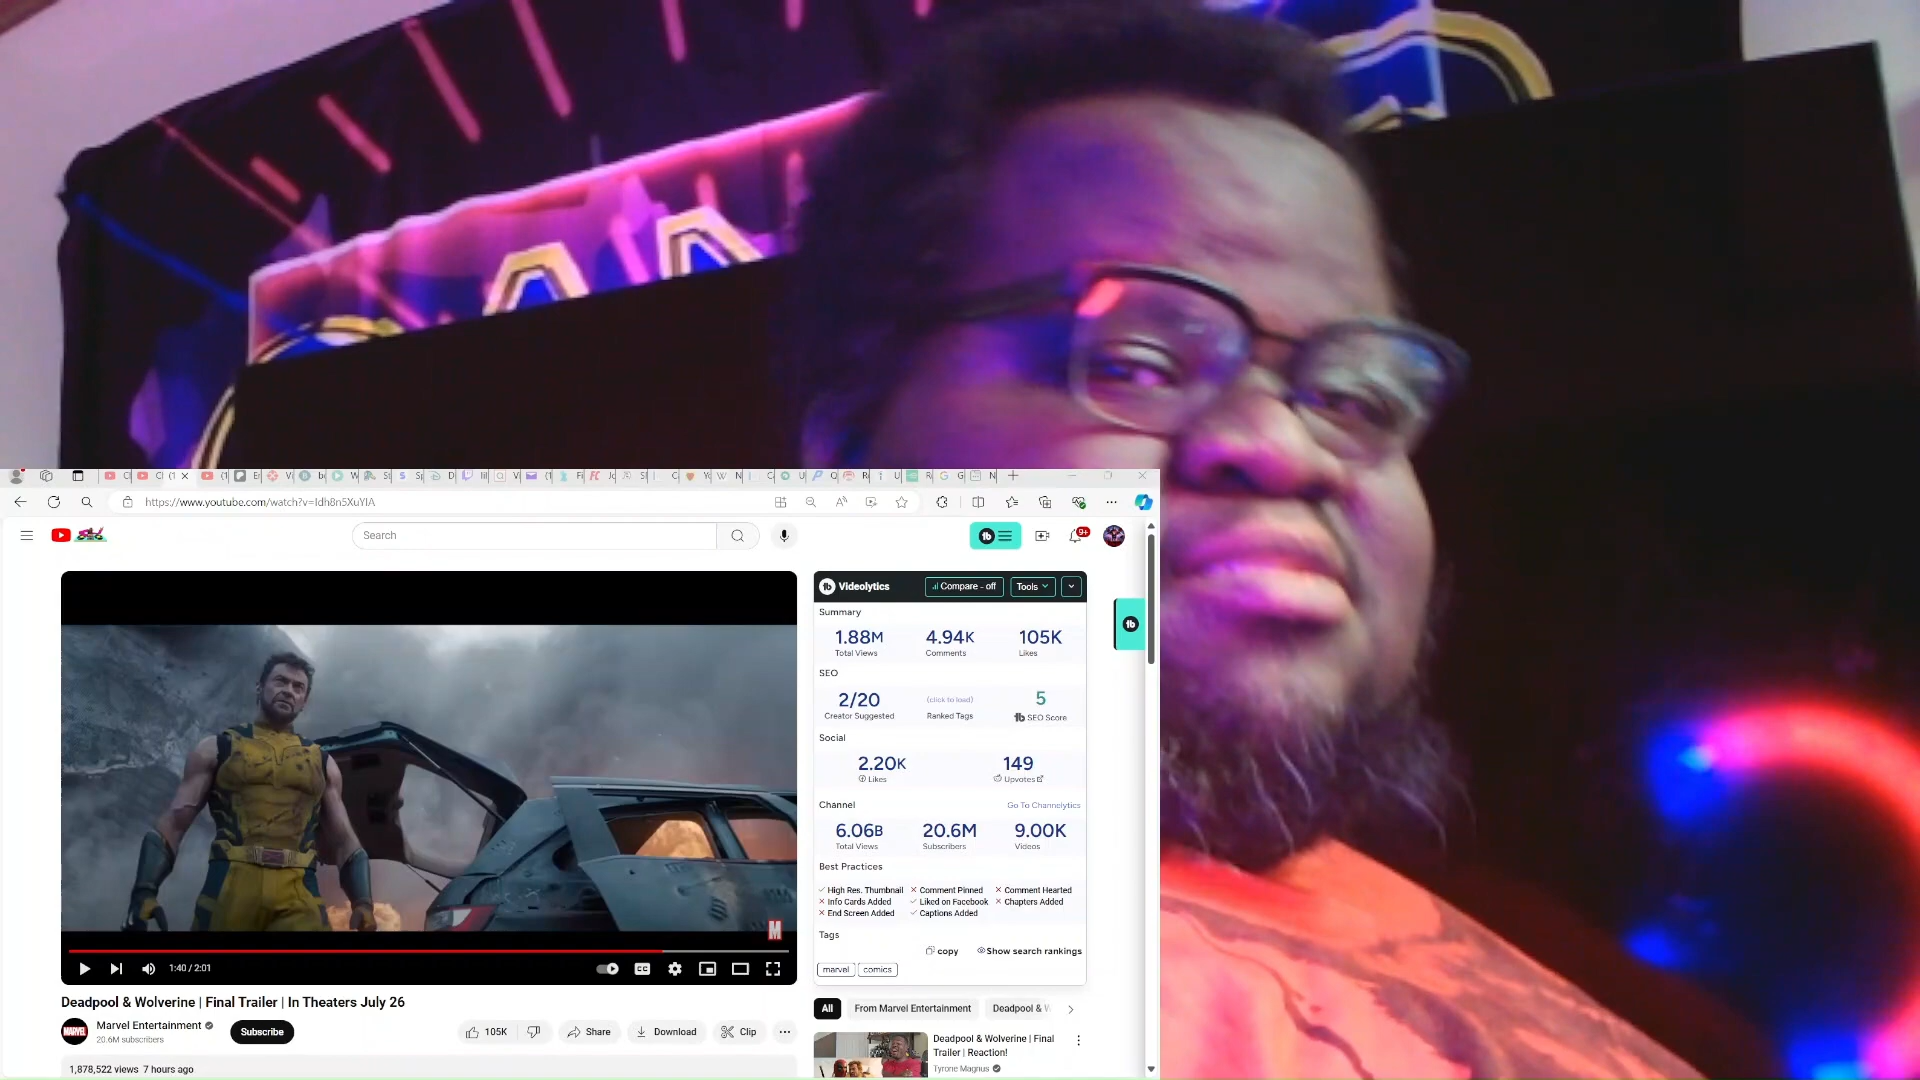 https://www.youtube.com/watch?v=Idh8n5XuYIA
Search
9+
Videolytics
Compare - off
Tools
Summary
1.88M
4.94K
105K
Total Views
Comments
Likes
SEO
2/20
(click to load)
5
Creator Suggested
Ranked Tags
SEO Score
Social
2.20K
149
Likes
Upvotes
Channel
Go To Channelytics
6.06B
20.6M
9.00K
Total Views
Subscribers
Videos
Best Practices
High Res. Thumbnail
Comment Pinned
Comment Hearted
Info Cards Added
Liked on Facebook
Chapters Added
End Screen Added
Captions Added
Tags
copy
Show search rankings
marvel
comics
M
1:40 / 2:01
CC
Deadpool & Wolverine | Final Trailer | In Theaters July 26
MARVEL
Marvel Entertainment
20.6M subscribers
Subscribe
105K
Share
Download
Clip
1,878,522 views 7 hours ago
All
From Marvel Entertainment
Deadpool & W
Deadpool & Wolverine | Final
Trailer | Reaction!
Tyrone Magnus